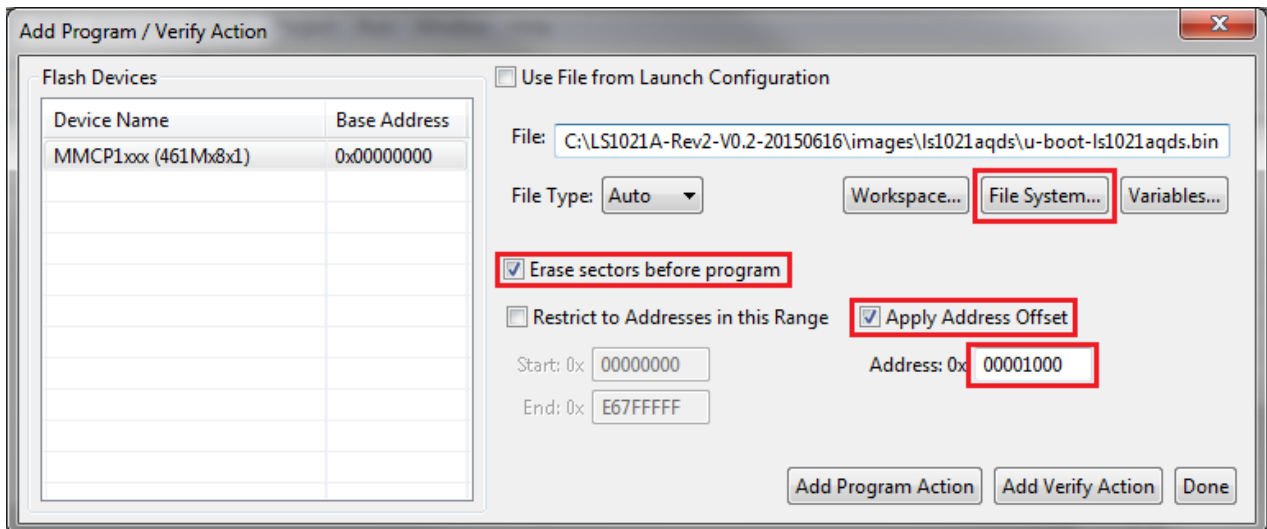 Add Program / Verify Action
x
Flash Devices
Device Name Base Address
MMCP1xxx (461Mx8x1) 0x00000000
Use File from Launch Configuration
File: C:\LS1021A-Rev2-V0.2-20150616\images\ls1021aqds\u-boot-ls1021aqds.bin
File Type: Auto Workspace... File System... Variables...
Erase sectors before program
Restrict to Addresses in this Range Apply Address Offset
Start: 0x 00000000 Address: 0x 00001000
End: 0x E67FFFFF
Add Program Action Add Verify Action Done